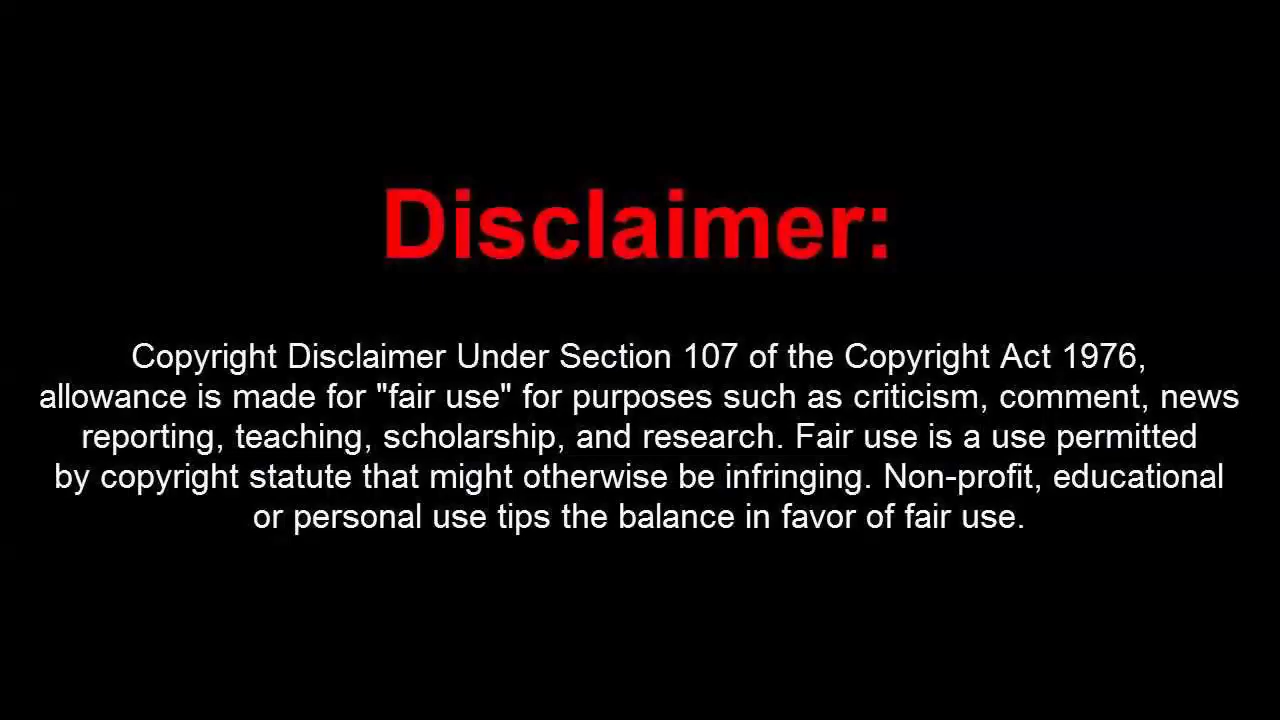 Disclaimer:
Copyright Disclaimer Under Section 107 of the Copyright Act 1976,
allowance is made for "fair use" for purposes such as criticism, comment, news
reporting, teaching, scholarship, and research. Fair use is a use permitted
by copyright statute that might otherwise be infringing. Non-profit, educational
or personal use tips the balance in favor of fair use.